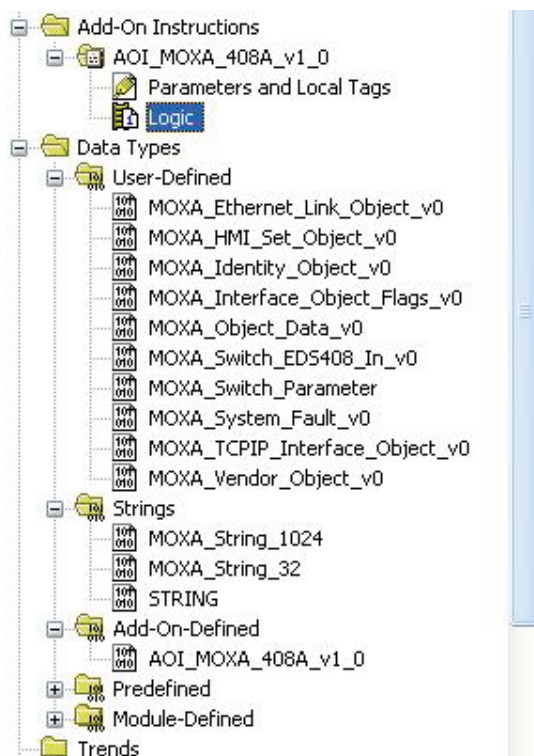 Add-On Instructions
AOI_MOXA_408A_v1_0
Parameters and Local Tags
Logic
Data Types
User-Defined
MOXA_Ethernet_Link_Object_v0
MOXA_HMI_Set_Object_v0
MOXA_Identity_Object_v0
MOXA_Interface_Object_Flags_v0
MOXA_Object_Data_v0
MOXA_Switch_EDS408_In_v0
MOXA_Switch_Parameter
MOXA_System_Fault_v0
MOXA_TCPIP_Interface_Object_v0
MOXA_Vendor_Object_v0
Strings
MOXA_String_1024
MOXA_String_32
STRING
Add-On-Defined
AOI_MOXA_408A_v1_0
Predefined
Module-Defined
Trends